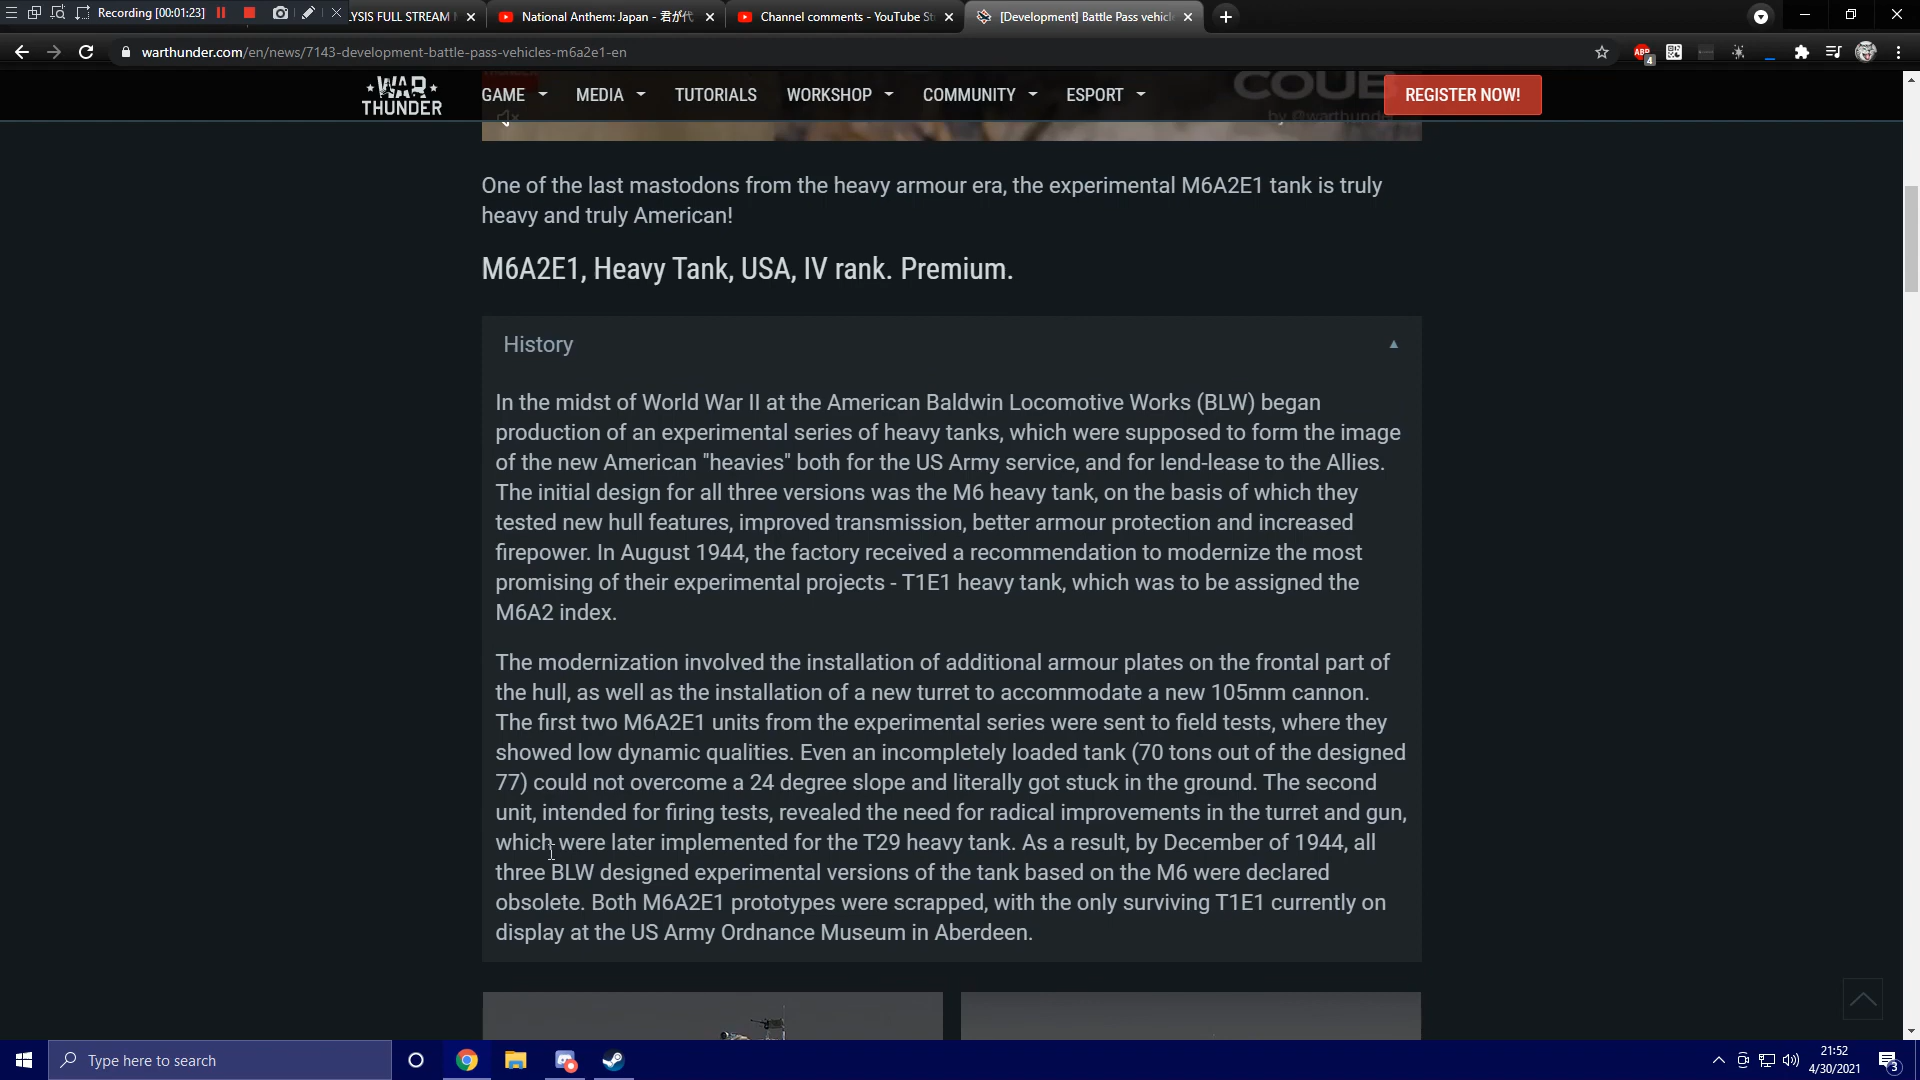 Recording [00:01:23]
LYSIS FULL STREAM
National Anthem: Japan - 君が代
Channel comments - YouTube St
[Development] Battle Pass vehicle
warthunder.com/en/news/7143-development-battle-pass-vehicles-m6a2e1-en
ABP
4
WAR
THUNDER
GAME
MEDIA
TUTORIALS
WORKSHOP
COMMUNITY
ESPORT
REGISTER NOW!
COUB
by @warthunder
One of the last mastodons from the heavy armour era, the experimental M6A2E1 tank is truly
heavy and truly American!
M6A2E1, Heavy Tank, USA, IV rank. Premium.
History
In the midst of World War II at the American Baldwin Locomotive Works (BLW) began
production of an experimental series of heavy tanks, which were supposed to form the image
of the new American "heavies" both for the US Army service, and for lend-lease to the Allies.
The initial design for all three versions was the M6 heavy tank, on the basis of which they
tested new hull features, improved transmission, better armour protection and increased
firepower. In August 1944, the factory received a recommendation to modernize the most
promising of their experimental projects - T1E1 heavy tank, which was to be assigned the
M6A2 index.
The modernization involved the installation of additional armour plates on the frontal part of
the hull, as well as the installation of a new turret to accommodate a new 105mm cannon.
The first two M6A2E1 units from the experimental series were sent to field tests, where they
showed low dynamic qualities. Even an incompletely loaded tank (70 tons out of the designed
77) could not overcome a 24 degree slope and literally got stuck in the ground. The second
unit, intended for firing tests, revealed the need for radical improvements in the turret and gun,
which were later implemented for the T29 heavy tank. As a result, by December of 1944, all
three BLW designed experimental versions of the tank based on the M6 were declared
obsolete. Both M6A2E1 prototypes were scrapped, with the only surviving T1E1 currently on
display at the US Army Ordnance Museum in Aberdeen.
Type here to search
21:52
4/30/2021
3